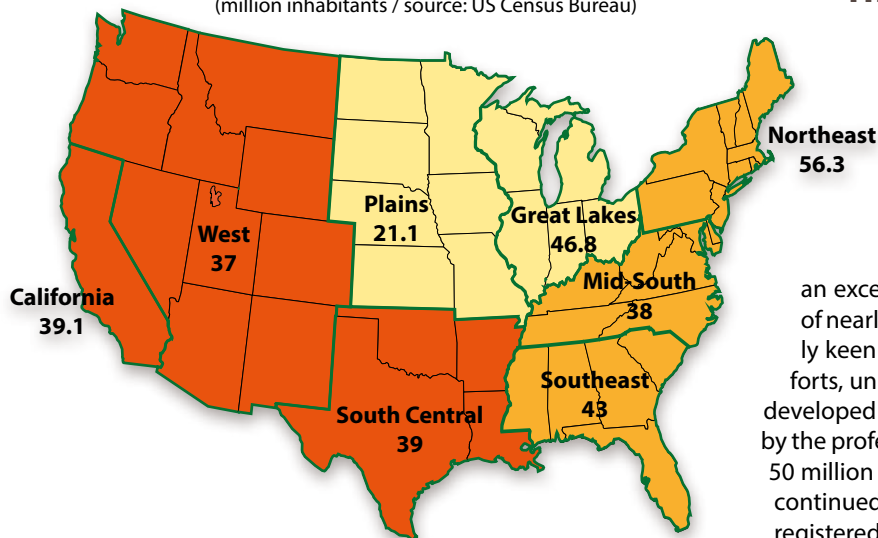 (million inhabitants / source: US Census Bureau)
Northeast
56.3
Plains
21.1
Great Lakes
46.8
West
37
Mid-South
38
California
39.1
Southeast
43
South Central
39
an exce
of nearl
ly keen
forts, un
developed
by the profe
50 million
continued
registered